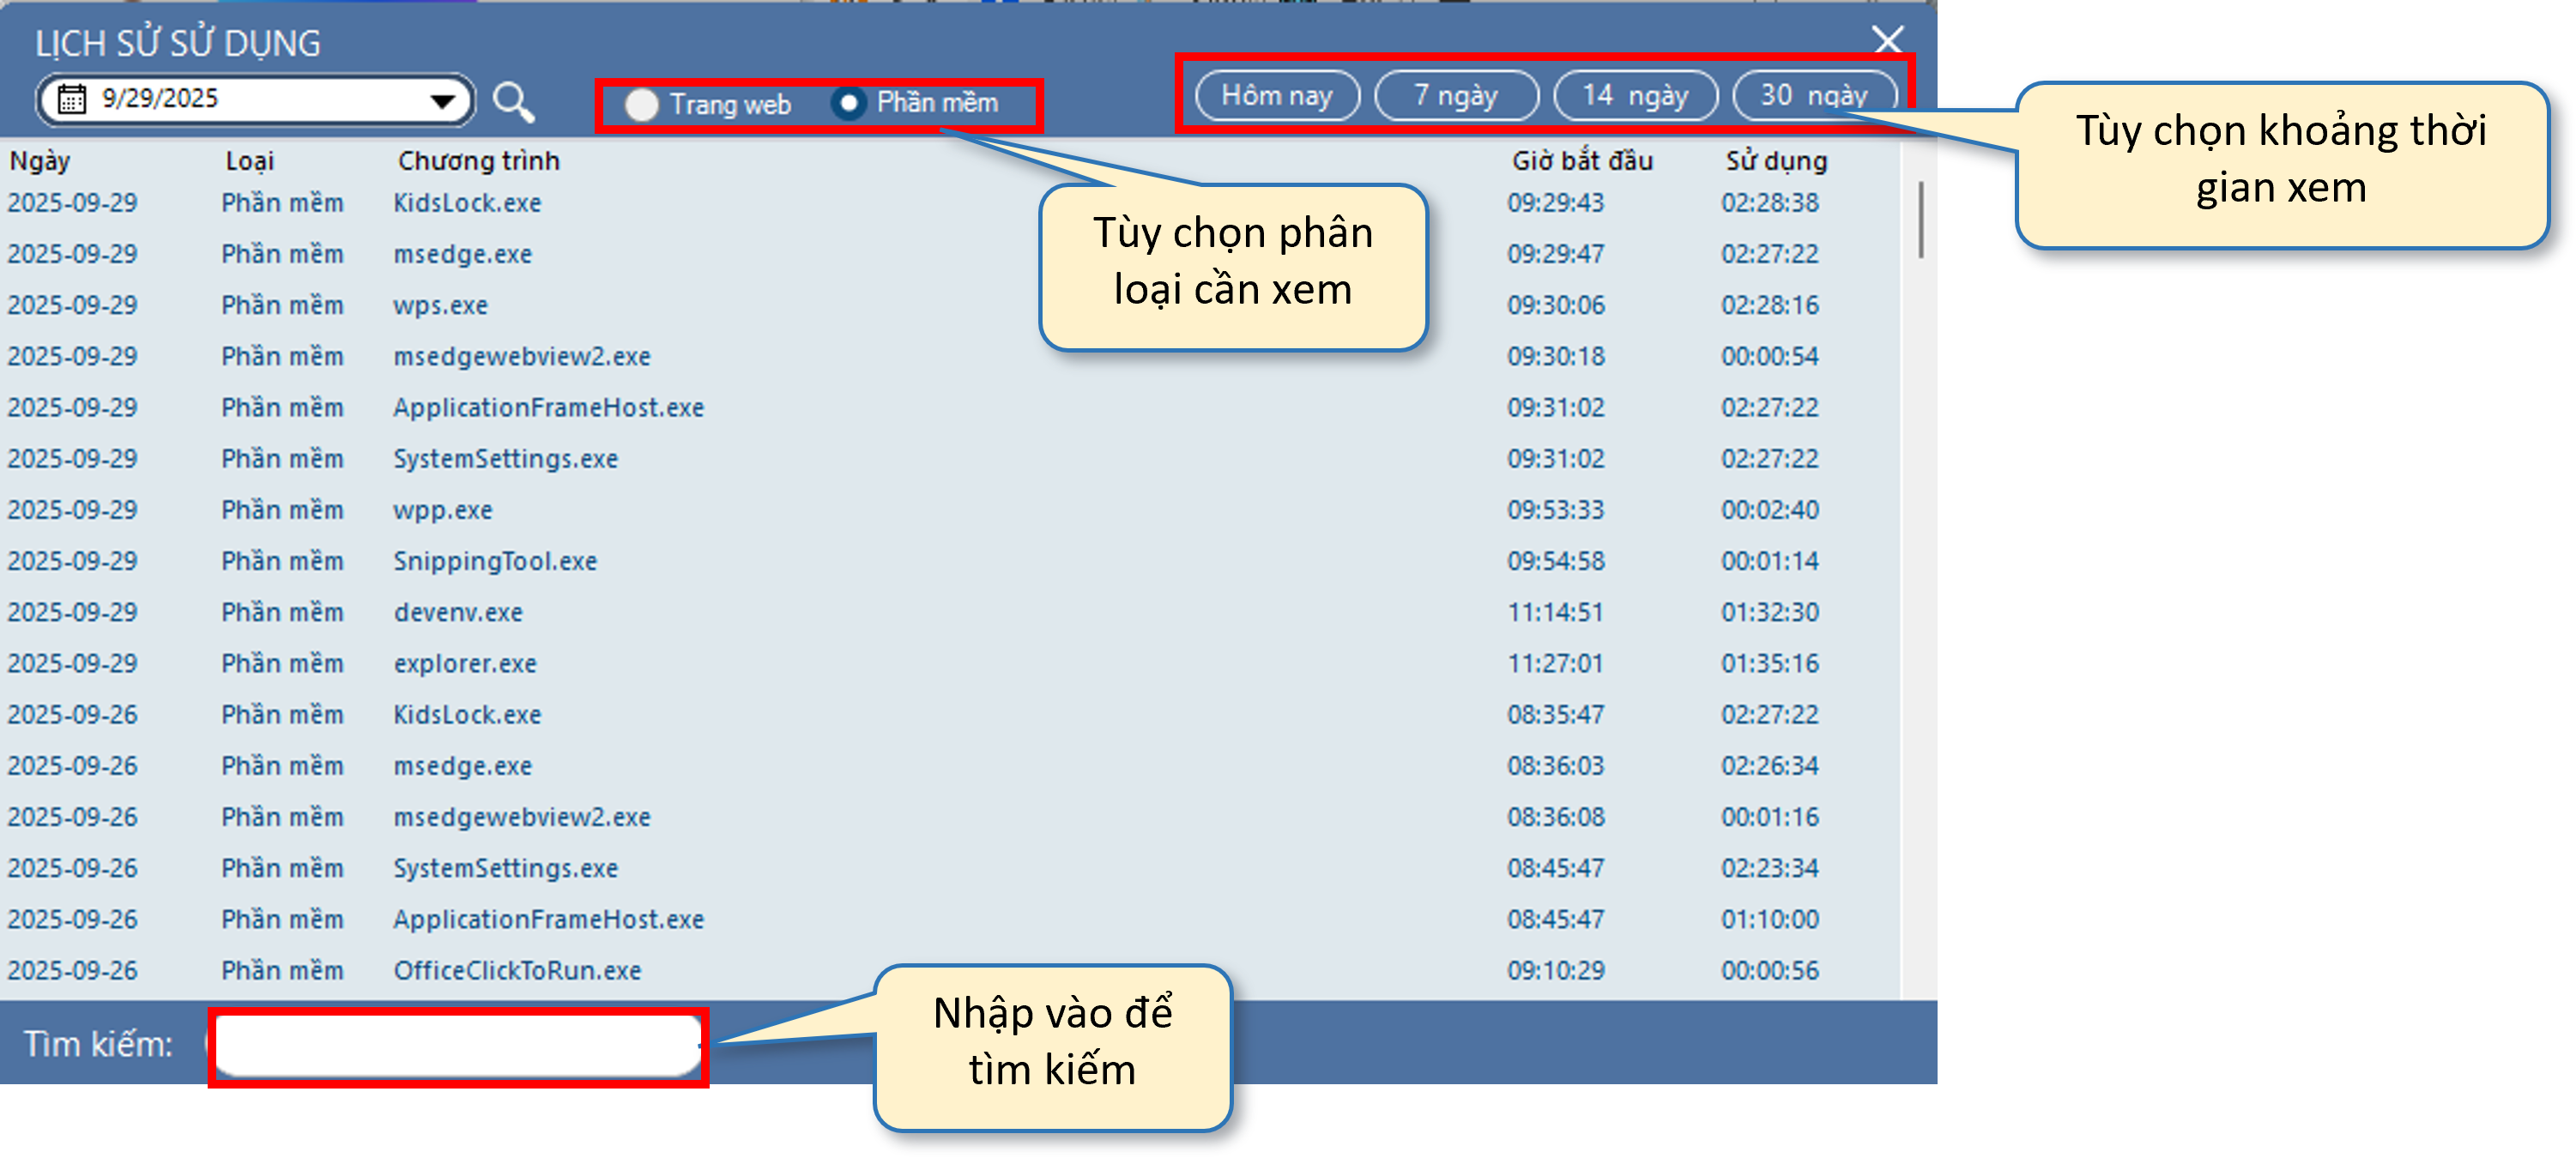 LỊCH SỬ SỬ DỤNG
9/29/2025
Trang web
Phần mềm
Hôm nay
7 ngày
14 ngày
30 ngày
Tùy chọn khoảng thời
gian xem
Tùy chọn phân
loại cần xem
Ngày Loại Chương trình Giờ bắt đầu Sử dụng
2025-09-29 Phần mềm KidsLock.exe 09:29:43 02:28:38
2025-09-29 Phần mềm msedge.exe 09:29:47 02:27:22
2025-09-29 Phần mềm wps.exe 09:30:06 02:28:16
2025-09-29 Phần mềm msedgewebview2.exe 09:30:18 00:00:54
2025-09-29 Phần mềm ApplicationFrameHost.exe 09:31:02 02:27:22
2025-09-29 Phần mềm SystemSettings.exe 09:31:02 02:27:22
2025-09-29 Phần mềm wpp.exe 09:53:33 00:02:40
2025-09-29 Phần mềm SnippingTool.exe 09:54:58 00:01:14
2025-09-29 Phần mềm devenv.exe 11:14:51 01:32:30
2025-09-29 Phần mềm explorer.exe 11:27:01 01:35:16
2025-09-26 Phần mềm KidsLock.exe 08:35:47 02:27:22
2025-09-26 Phần mềm msedge.exe 08:36:03 02:26:34
2025-09-26 Phần mềm msedgewebview2.exe 08:36:08 00:01:16
2025-09-26 Phần mềm SystemSettings.exe 08:45:47 02:23:34
2025-09-26 Phần mềm ApplicationFrameHost.exe 08:45:47 01:10:00
2025-09-26 Phần mềm OfficeClickToRun.exe 09:10:29 00:00:56
Tìm kiếm:
Nhập vào để
tìm kiếm